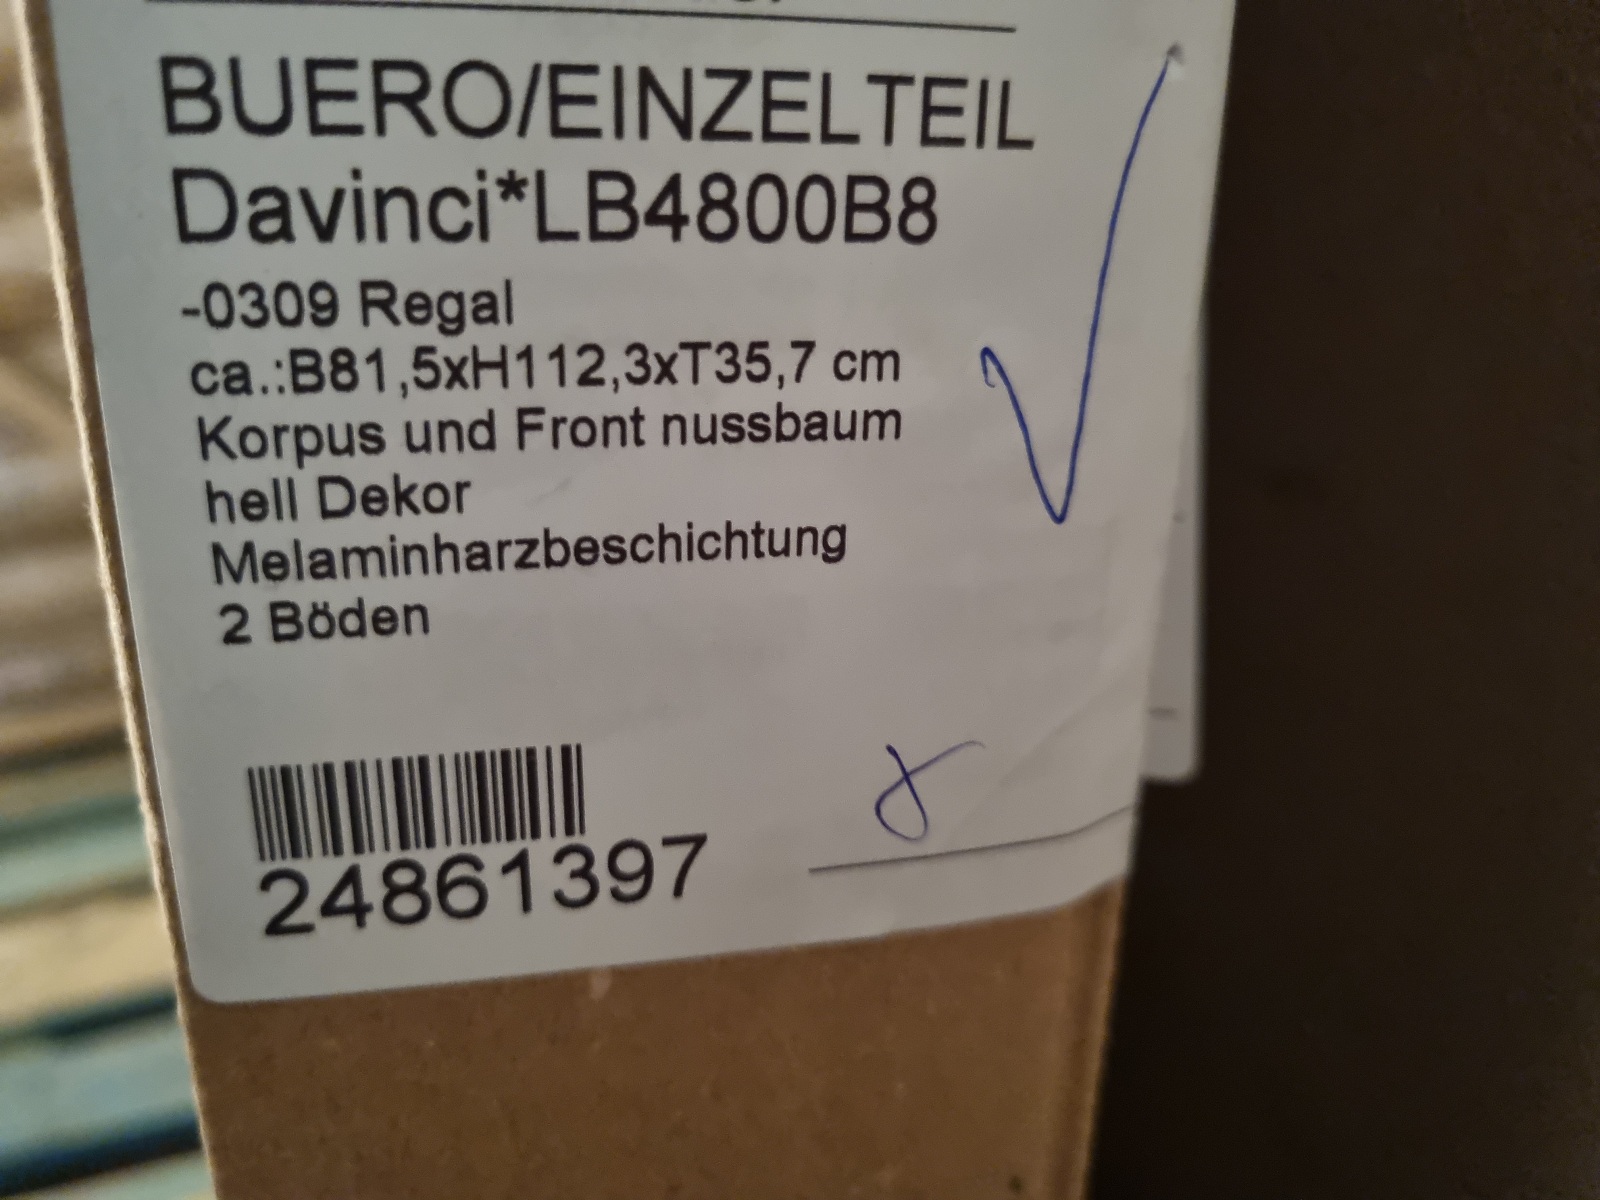 BUERO/EINZELTEIL
Davinci*LB4800B8
-0309 Regal
ca.:B81,5xH112,3xT35,7 cm
Korpus und Front nussbaum
hell Dekor
Melaminharzbeschichtung
2 Böden
24861397